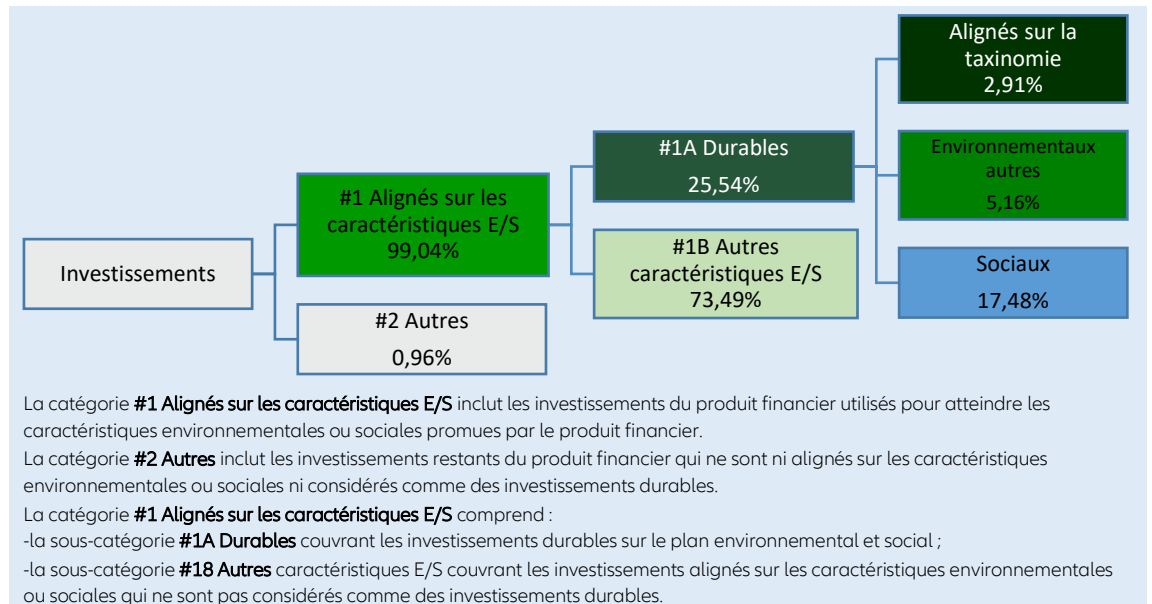 Alignés sur la
taxinomie
2,91%
#1A Durables
25,54%
Environnementaux
autres
5,16%
#1 Alignés sur les
caractéristiques E/S
99,04%
#1B Autres
caractéristiques E/S
73,49%
Sociaux
17,48%
Investissements
#2 Autres
0,96%
La catégorie #1 Alignés sur les caractéristiques E/S inclut les investissements du produit financier utilisés pour atteindre les
caractéristiques environnementales ou sociales promues par le produit financier.
La catégorie #2 Autres inclut les investissements restants du produit financier qui ne sont ni alignés sur les caractéristiques
environnementales ou sociales ni considérés comme des investissements durables.
La catégorie #1 Alignés sur les caractéristiques E/S comprend :
-la sous-catégorie #1A Durables couvrant les investissements durables sur le plan environnemental et social ;
-la sous-catégorie #18 Autres caractéristiques E/S couvrant les investissements alignés sur les caractéristiques environnementales
ou sociales qui ne sont pas considérés comme des investissements durables.